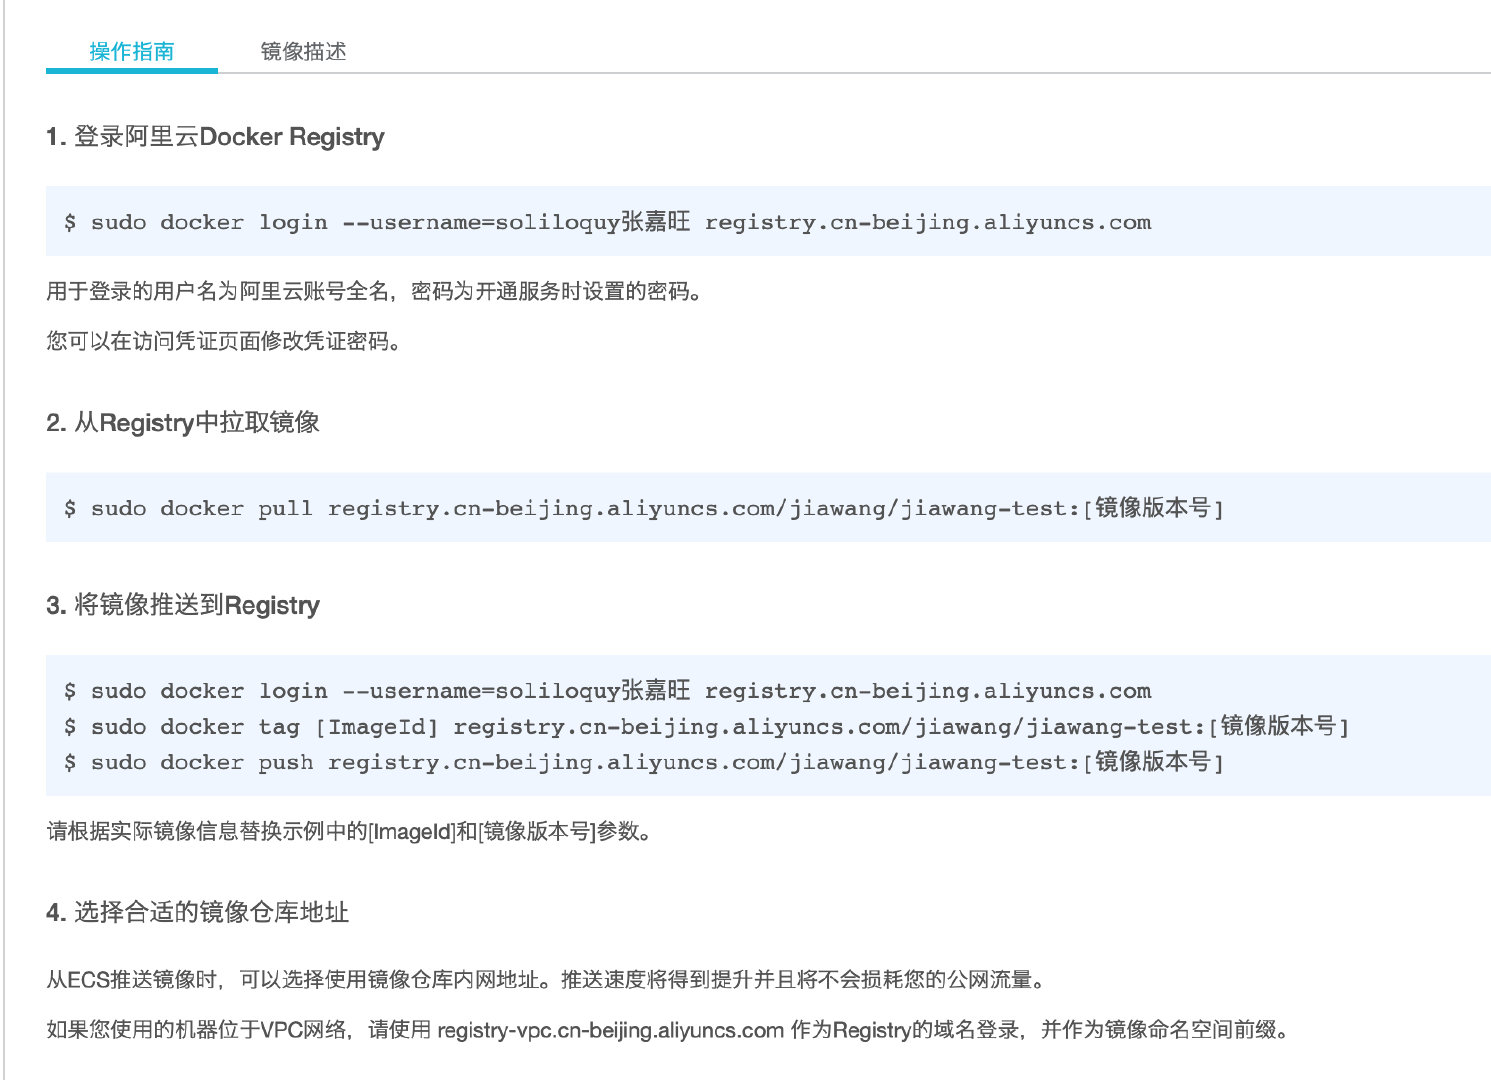 操作指南
镜像描述
1. 登录阿里云Docker Registry
$ sudo docker login --username=soliloquy张嘉旺 registry.cn-beijing.aliyuncs.com
用于登录的用户名为阿里云账号全名，密码为开通服务时设置的密码。
您可以在访问凭证页面修改凭证密码。
2. 从Registry中拉取镜像
$ sudo docker pull registry.cn-beijing.aliyuncs.com/jiawang/jiawang-test:[镜像版本号]
3. 将镜像推送到Registry
$ sudo docker login --username=soliloquy张嘉旺 registry.cn-beijing.aliyuncs.com
$ sudo docker tag [ImageId] registry.cn-beijing.aliyuncs.com/jiawang/jiawang-test:[镜像版本号]
$ sudo docker push registry.cn-beijing.aliyuncs.com/jiawang/jiawang-test:[镜像版本号]
请根据实际镜像信息替换示例中的[ImageId]和[镜像版本号]参数。
4. 选择合适的镜像仓库地址
从ECS推送镜像时，可以选择使用镜像仓库内网地址。推送速度将得到提升并且将不会损耗您的公网流量。
如果您使用的机器位于VPC网络，请使用 registry-vpc.cn-beijing.aliyuncs.com 作为Registry的域名登录，并作为镜像命名空间前缀。